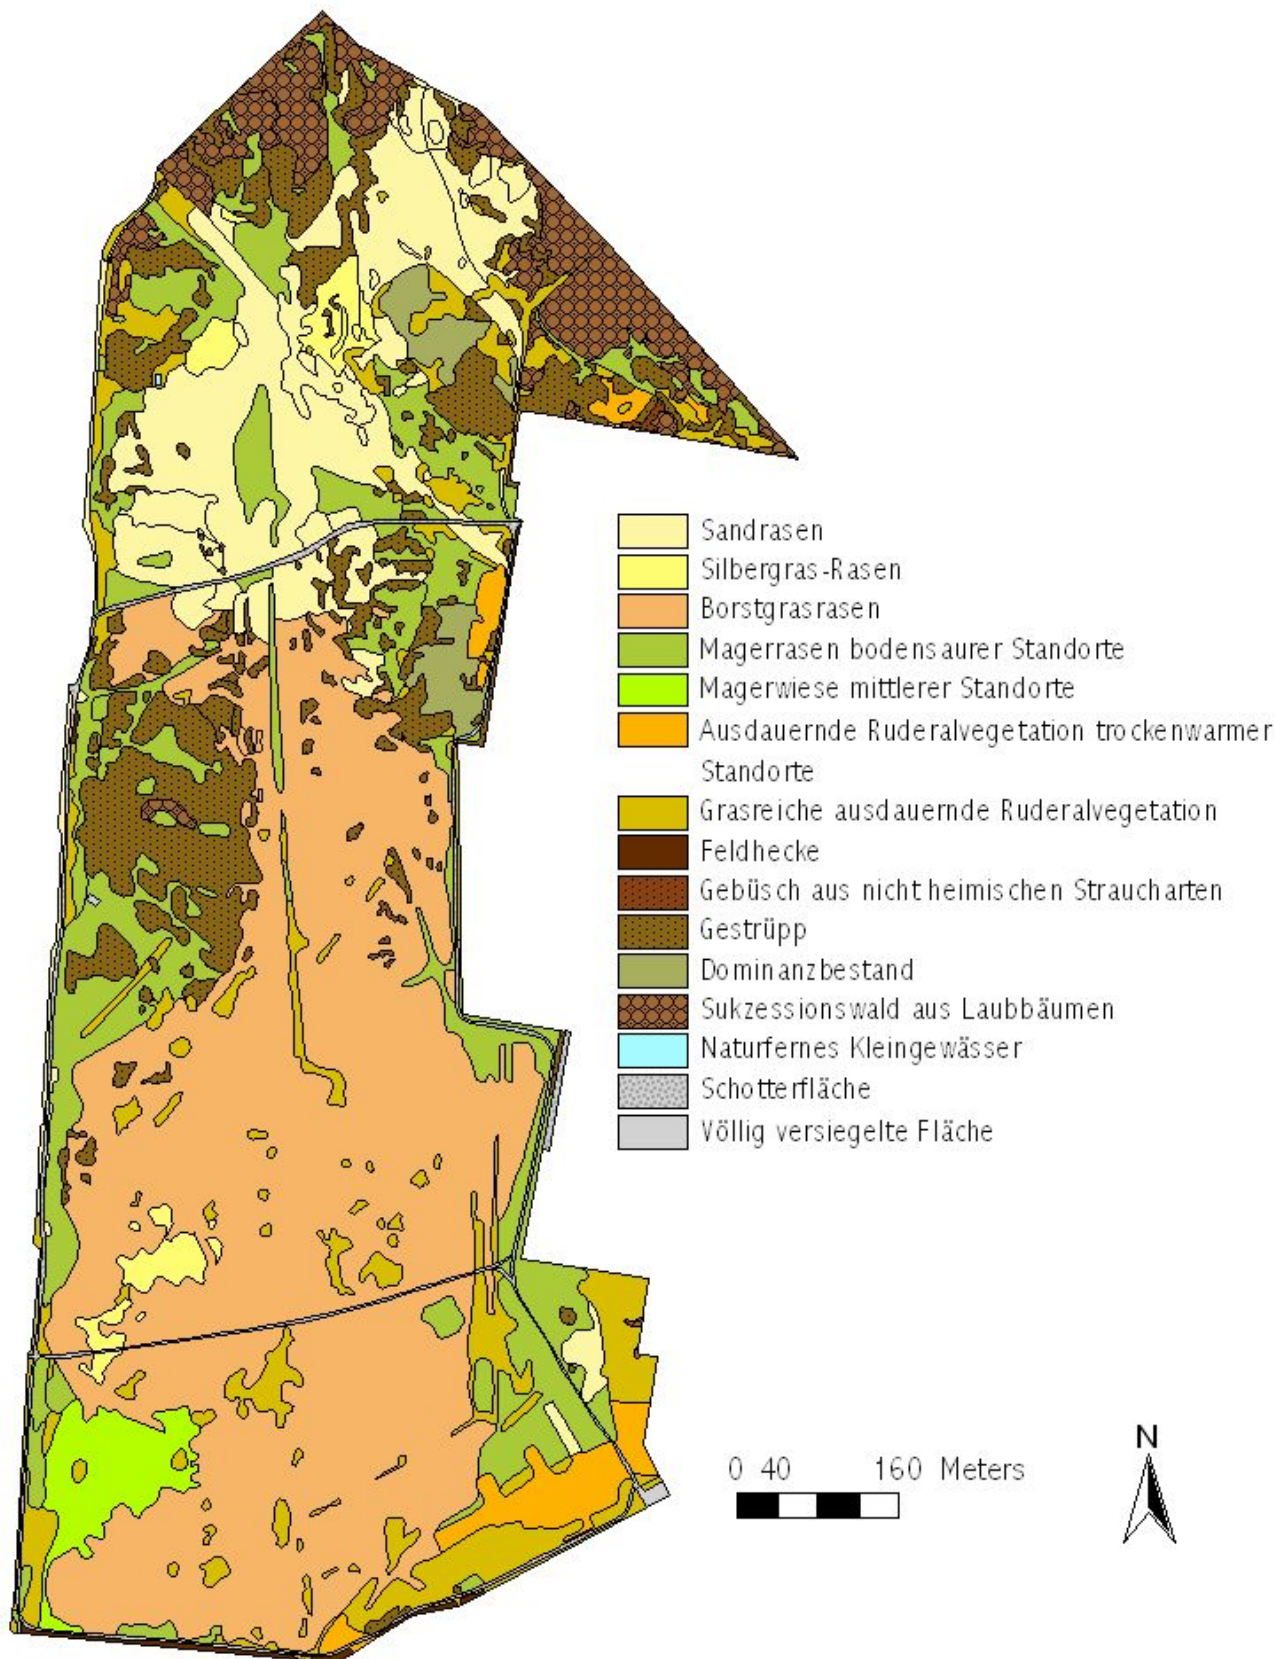 Sandrasen
Silbergras-Rasen
Borstgrasrasen
Magerrasen bodensaurer Standorte
Magerwiese mittlerer Standorte
Ausdauernde Ruderalvegetation trockenwarmer
Standorte
Grasreiche ausdauernde Ruderalvegetation
Feldhecke
Gebüsch aus nicht heimischen Straucharten
Gestrüpp
Dominanzbestand
Sukzessionswald aus Laubbäumen
Naturfernes Kleingewässer
Schotterfläche
Völlig versiegelte Fläche
N
0 40 160 Meters